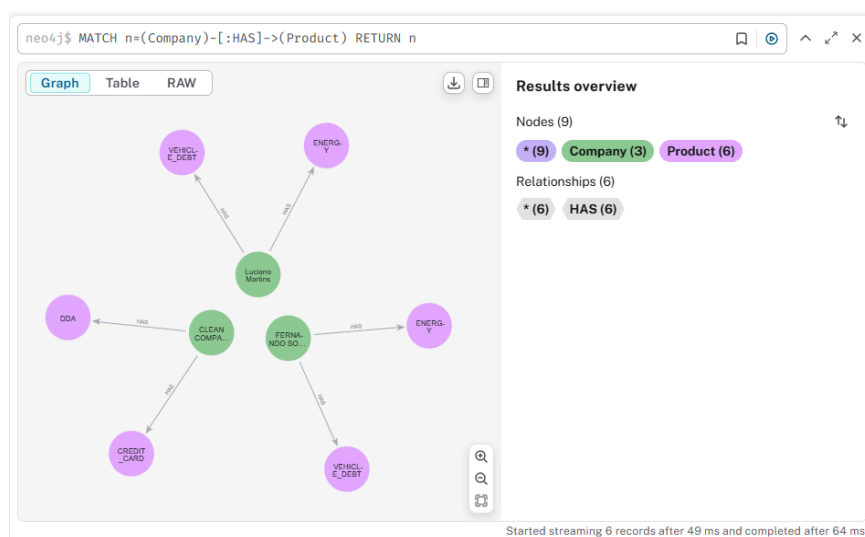 neo4j$ MATCH n=(Company)-[:HAS]->(Product) RETURN n
Graph Table RAW
Results overview
Nodes (9)
* (9) Company (3) Product (6)
Relationships (6)
* (6) HAS (6)
VEHICL-
E_DEBT
ENERG-
Y
HAS
HAS
Luciano
Martins
DDA
HAS
CLEAN
COMPA...
FERNA-
NDO SO...
HAS
ENERG-
Y
HAS
HAS
CREDIT
_CARD
VEHICL-
E_DEBT
Started streaming 6 records after 49 ms and completed after 64 ms